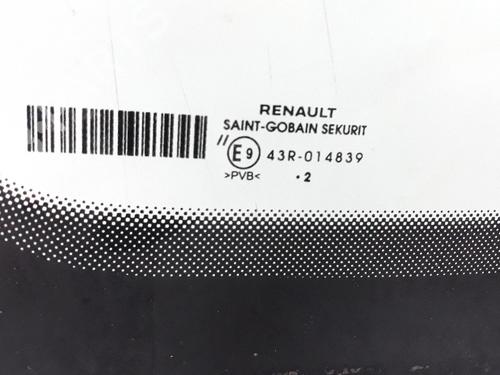 RENAULT
SAINT-GOBAIN SEKURIT
// E9 43R-014839
>PVB< .2